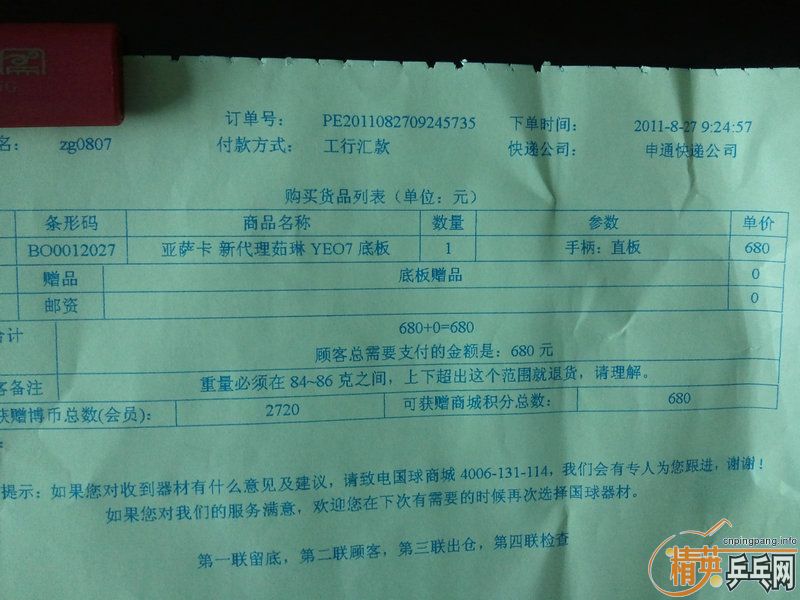 订单号： PE2011082709245735 下单时间： 2011-8-27 9:24:57
名： zg0807 付款方式： 工行汇款 快递公司： 申通快递公司
购买货品列表（单位：元）
条形码 商品名称 数量 参数 单价
BO0012027 亚萨卡 新代理茹琳 YEO7 底板 1 手柄：直板 680
赠品 底板赠品 0
邮资 0
合计 680+0=680
顾客总需要支付的金额是：680 元
客备注 重量必须在 84~86 克之间，上下超出这个范围就退货，请理解。
获赠博币总数(会员)： 2720 可获赠商城积分总数： 680
提示：如果您对收到器材有什么意见及建议，请致电国球商城 4006-131-114，我们会有专人为您跟进，谢谢！
如果您对我们的服务满意，欢迎您在下次有需要的时候再次选择国球器材。
第一联留底，第二联顾客，第三联出仓，第四联检查
cnpingpang.info
精英乒乓网